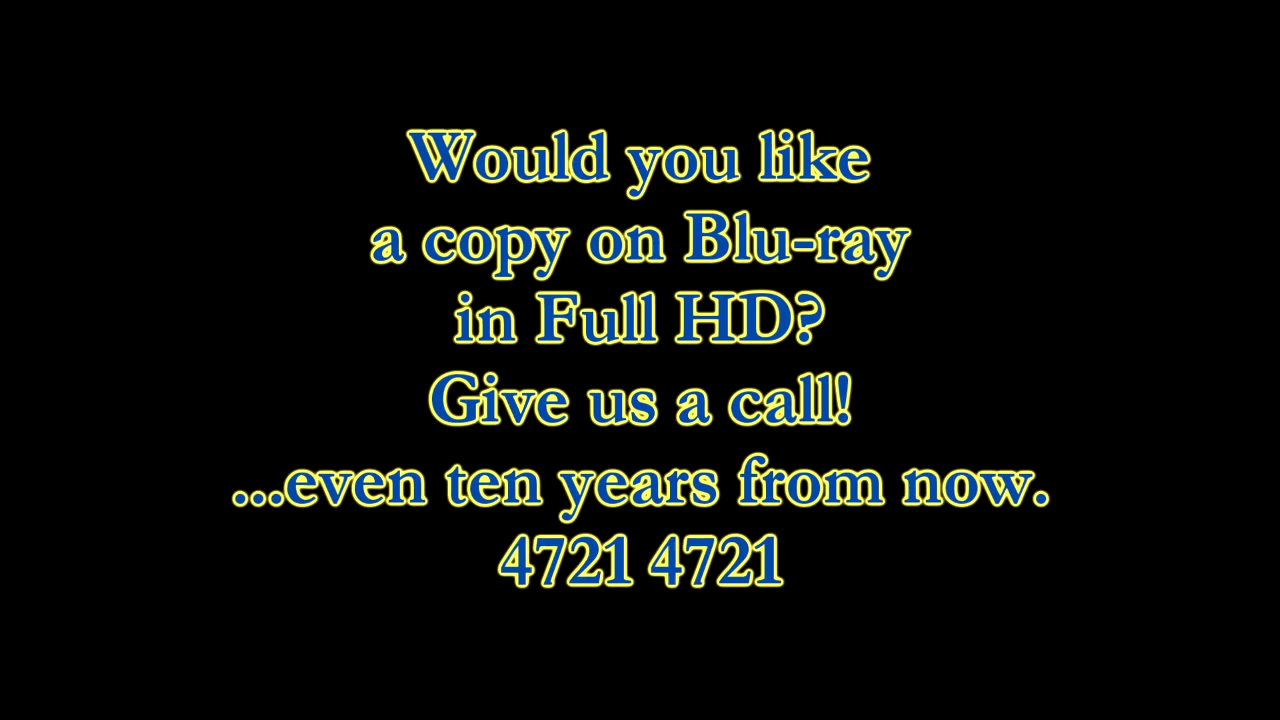 Would you like
a copy on Blu-ray
in Full HD?
Give us a call!
...even ten years from now.
4721 4721